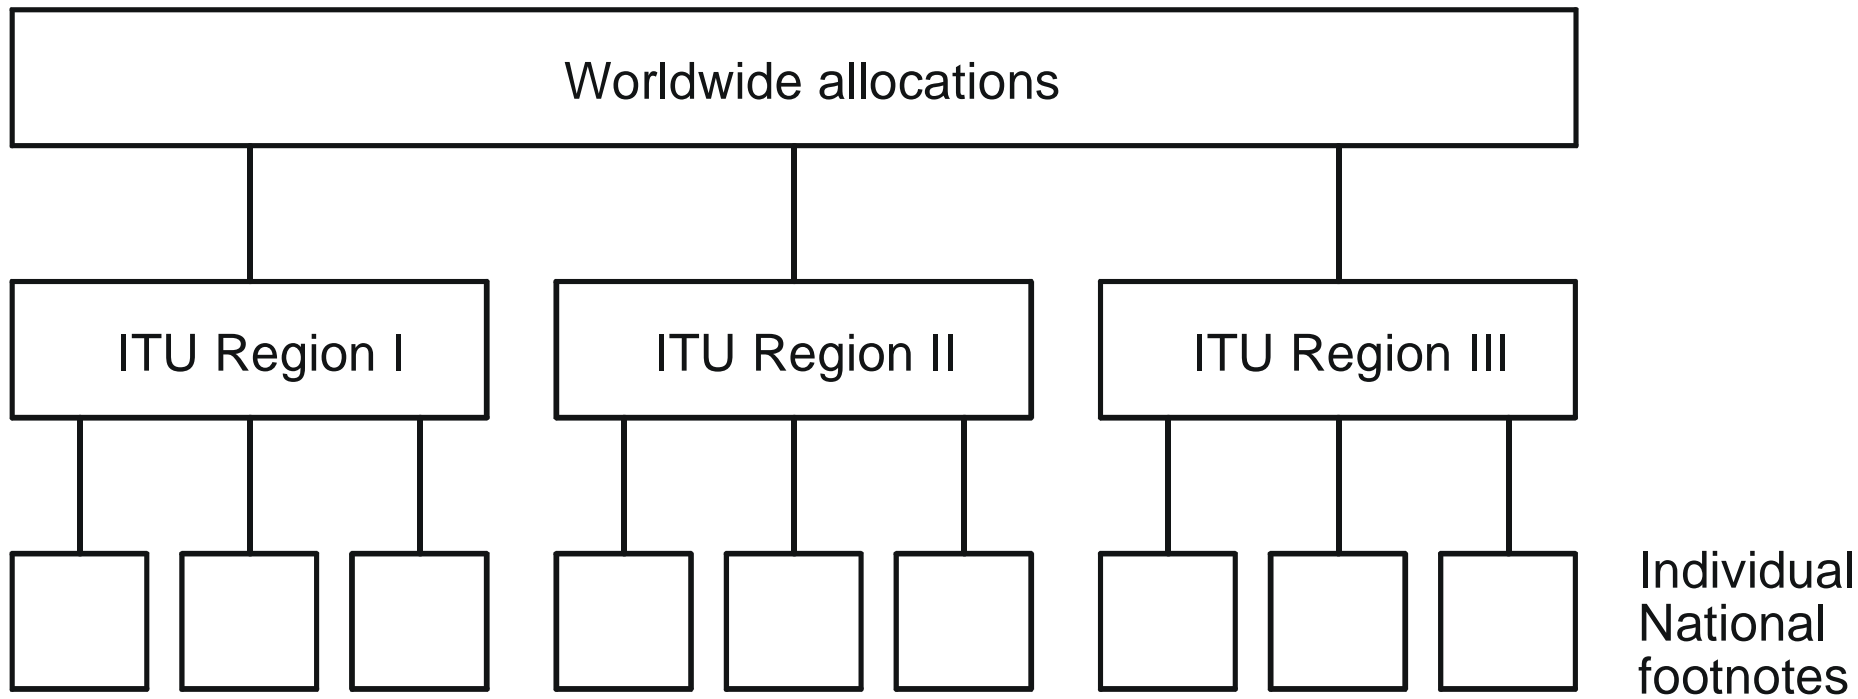 Worldwide allocations
ITU Region I
ITU Region II
ITU Region III
Individual
National
footnotes